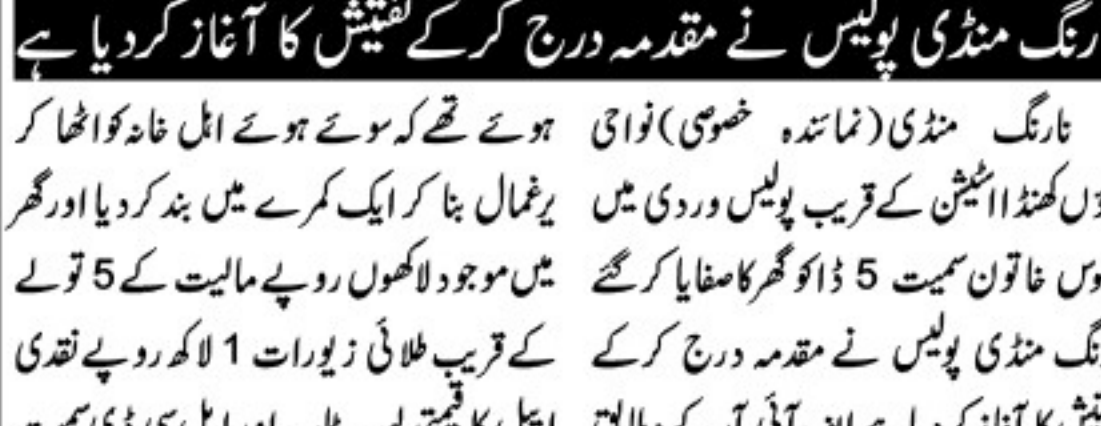 نارنگ منڈی پولیس نے مقدمہ درج کرکے تفتیش کا آغاز کردیا ہے
نارنگ منڈی(نمائندہ خصوصی)نواحی
کھنڈا اسٹیشن کے قریب پولیس وردی میں
خاتون سمیت 5 ڈاکو گھر کا صفایا کر گئے
منڈی پولیس نے مقدمہ درج کرکے
ہوئے تھے کہ سوئے ہوئے اہل خانہ کو اٹھا کر
یرغمال بنا کر ایک کمرے میں بند کردیا اور گھر
میں موجود لاکھوں روپے مالیت کے 5 تولے
کے قریب طلائی زیورات 1 لاکھ روپے نقدی